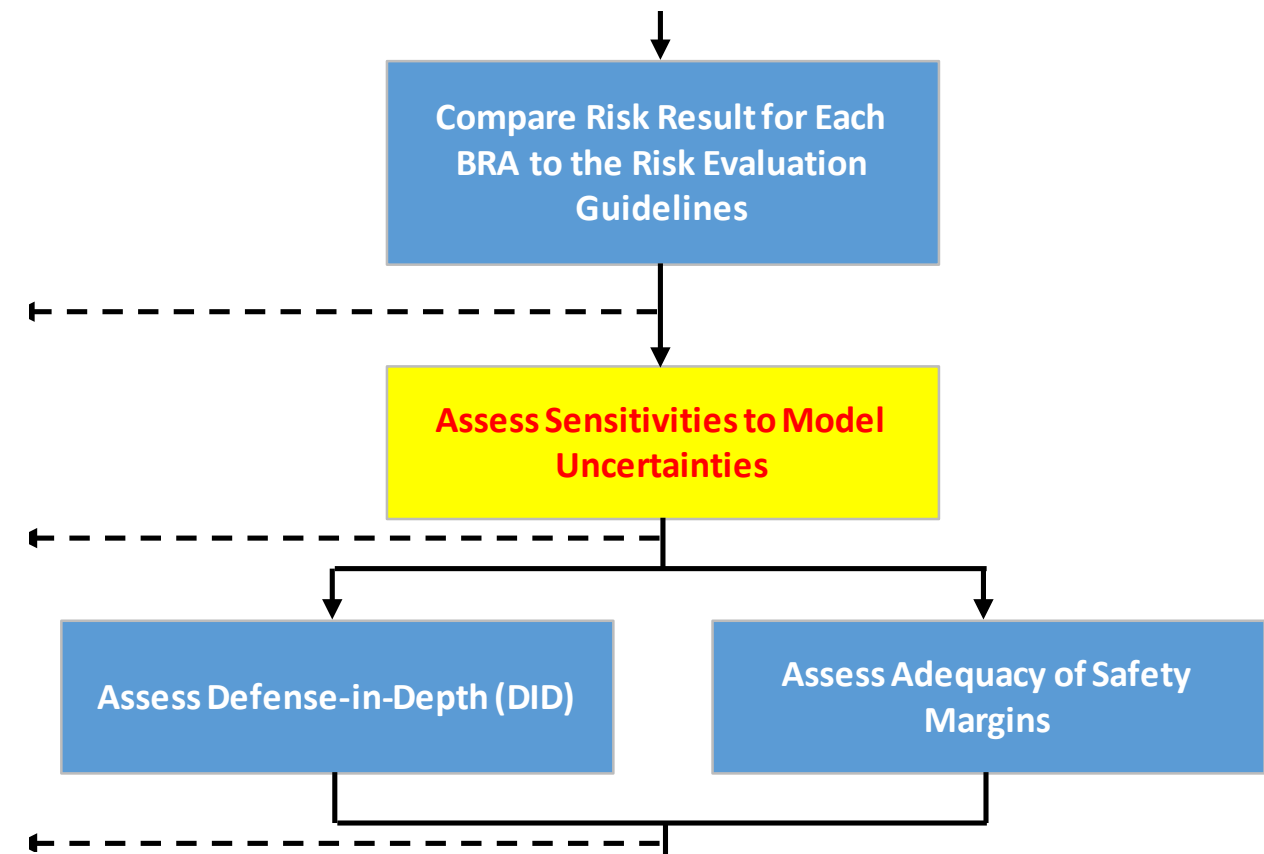 Compare Risk Result for Each
BRA to the Risk Evaluation
Guidelines
Assess Sensitivities to Model
Uncertainties
Assess Defense-in-Depth (DID)
Assess Adequacy of Safety
Margins